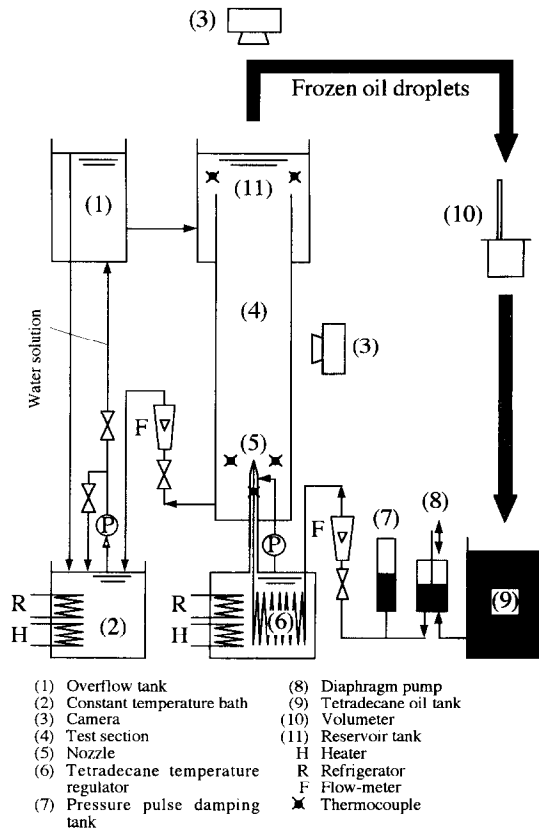 (3)
Frozen oil droplets
(1)
(11)
(10)
(4)
(3)
Water solution
F
(5)
P
P
F
(7)
(8)
R
H
(2)
R
H
(6)
(9)
(1) Overflow tank
(2) Constant temperature bath
(3) Camera
(4) Test section
(5) Nozzle
(6) Tetradecane temperature
regulator
(7) Pressure pulse damping
tank
(8) Diaphragm pump
(9) Tetradecane oil tank
(10) Volumeter
(11) Reservoir tank
H Heater
R Refrigerator
F Flow-meter
Thermocouple